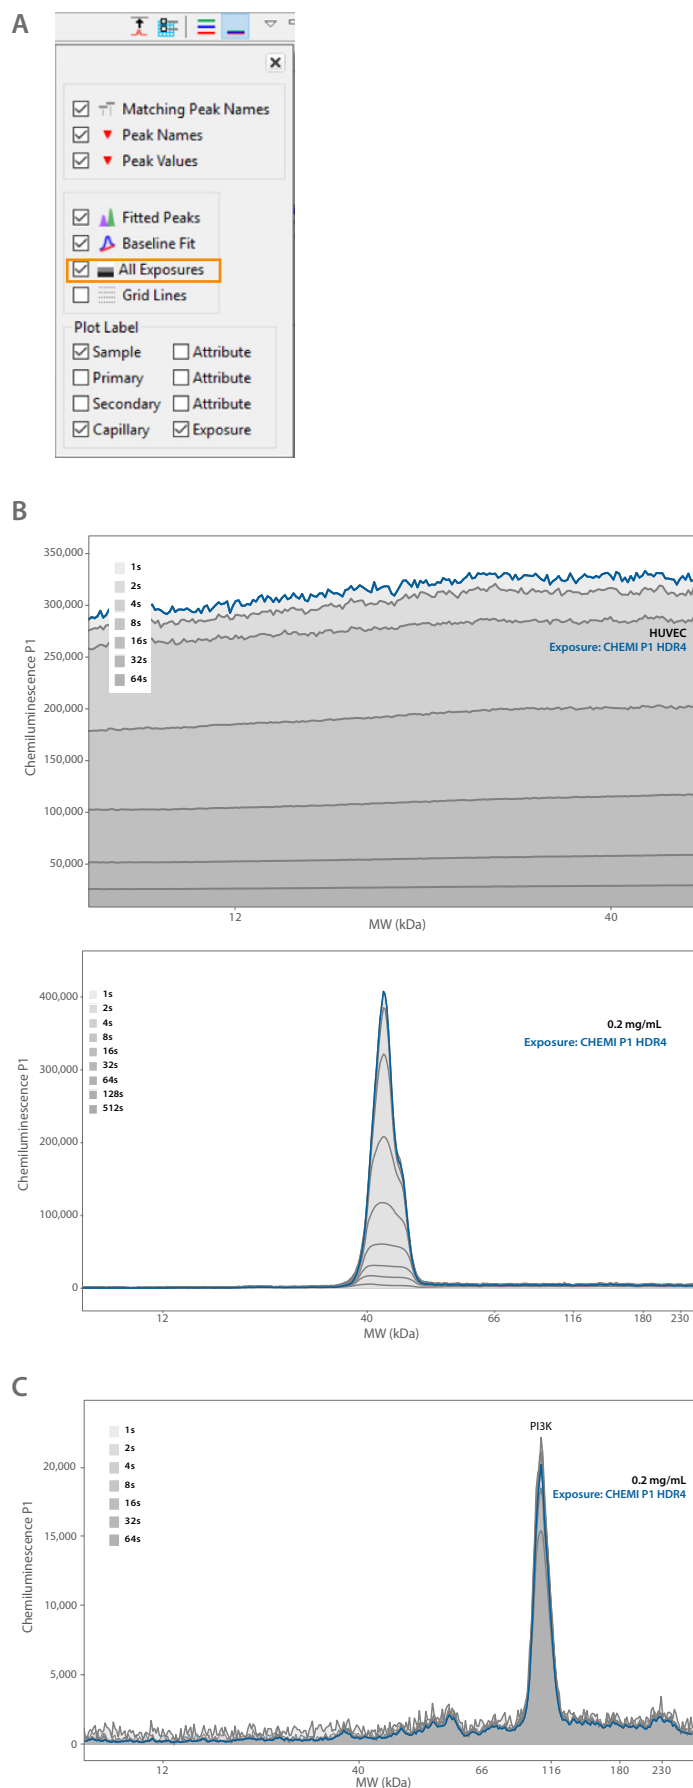 A
Matching Peak Names
Peak Names
Peak Values
Fitted Peaks
Baseline Fit
All Exposures
Grid Lines
Plot Label
Sample Attribute
Primary Attribute
Secondary Attribute
Capillary Exposure
B
350,000
300,000
250,000
200,000
150,000
100,000
50,000
Chemiluminescence P1
1s
2s
4s
8s
16s
32s
64s
HUVEC
Exposure: CHEMI P1 HDR4
12 40
MW (kDa)
400,000
300,000
200,000
100,000
0
Chemiluminescence P1
1s
2s
4s
8s
16s
32s
64s
128s
512s
0.2 mg/mL
Exposure: CHEMI P1 HDR4
12 40 66 116 180 230
MW (kDa)
C
20,000
15,000
10,000
5,000
0
Chemiluminescence P1
1s
2s
4s
8s
16s
32s
64s
PI3K
0.2 mg/mL
Exposure: CHEMI P1 HDR4
12 40 66 116 180 230
MW (kDa)